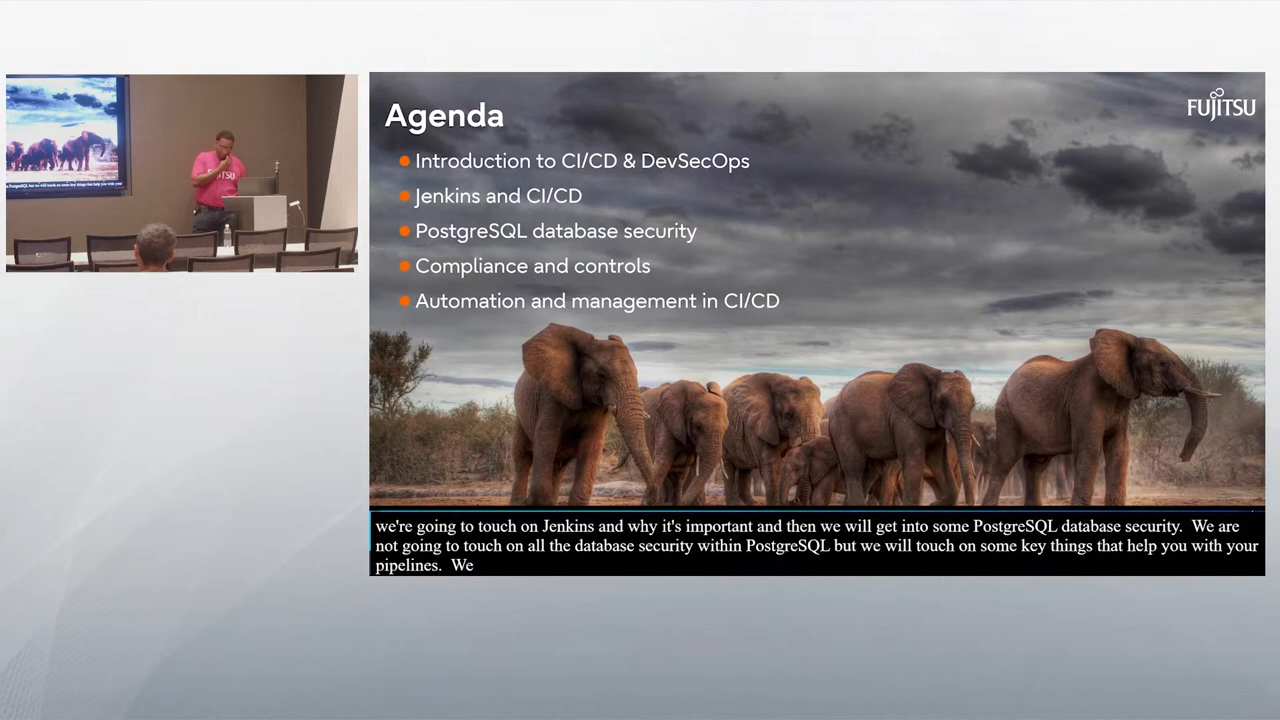 Agenda
FUJITSU
Introduction to CI/CD & DevSecOps
Jenkins and CI/CD
PostgreSQL database security
Compliance and controls
Automation and management in CI/CD
we're going to touch on Jenkins and why it's important and then we will get into some PostgreSQL database security. We are
not going to touch on all the database security within PostgreSQL but we will touch on some key things that help you with your
pipelines. We